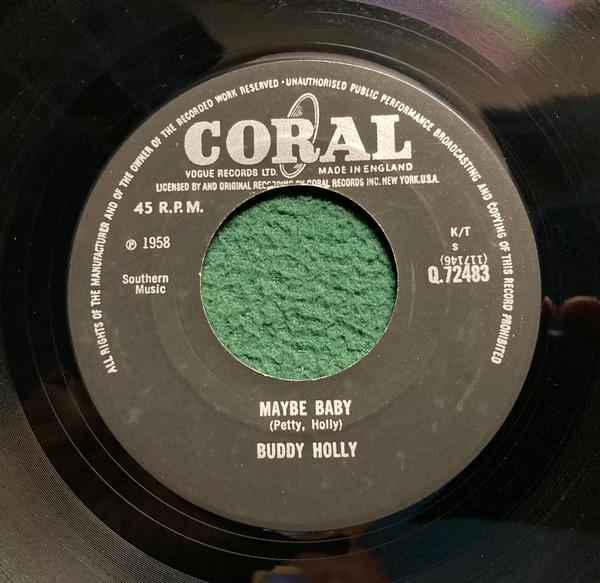 ALL RIGHTS OF THE MANUFACTURER AND OF THE OWNER OF THE RECORDED WORK RESERVED · UNAUTHORISED PUBLIC PERFORMANCE BROADCASTING AND COPYING OF THIS RECORD PROHIBITED
CORAL
VOGUE RECORDS LTD. MADE IN ENGLAND
LICENSED BY AND ORIGINAL RECORDING BY CORAL RECORDS INC. NEW YORK. U.S.A.
45 R.P.M.
℗ 1958
Southern
Music
K/T
S
(117146)
Q.72483
MAYBE BABY
(Petty, Holly)
BUDDY HOLLY